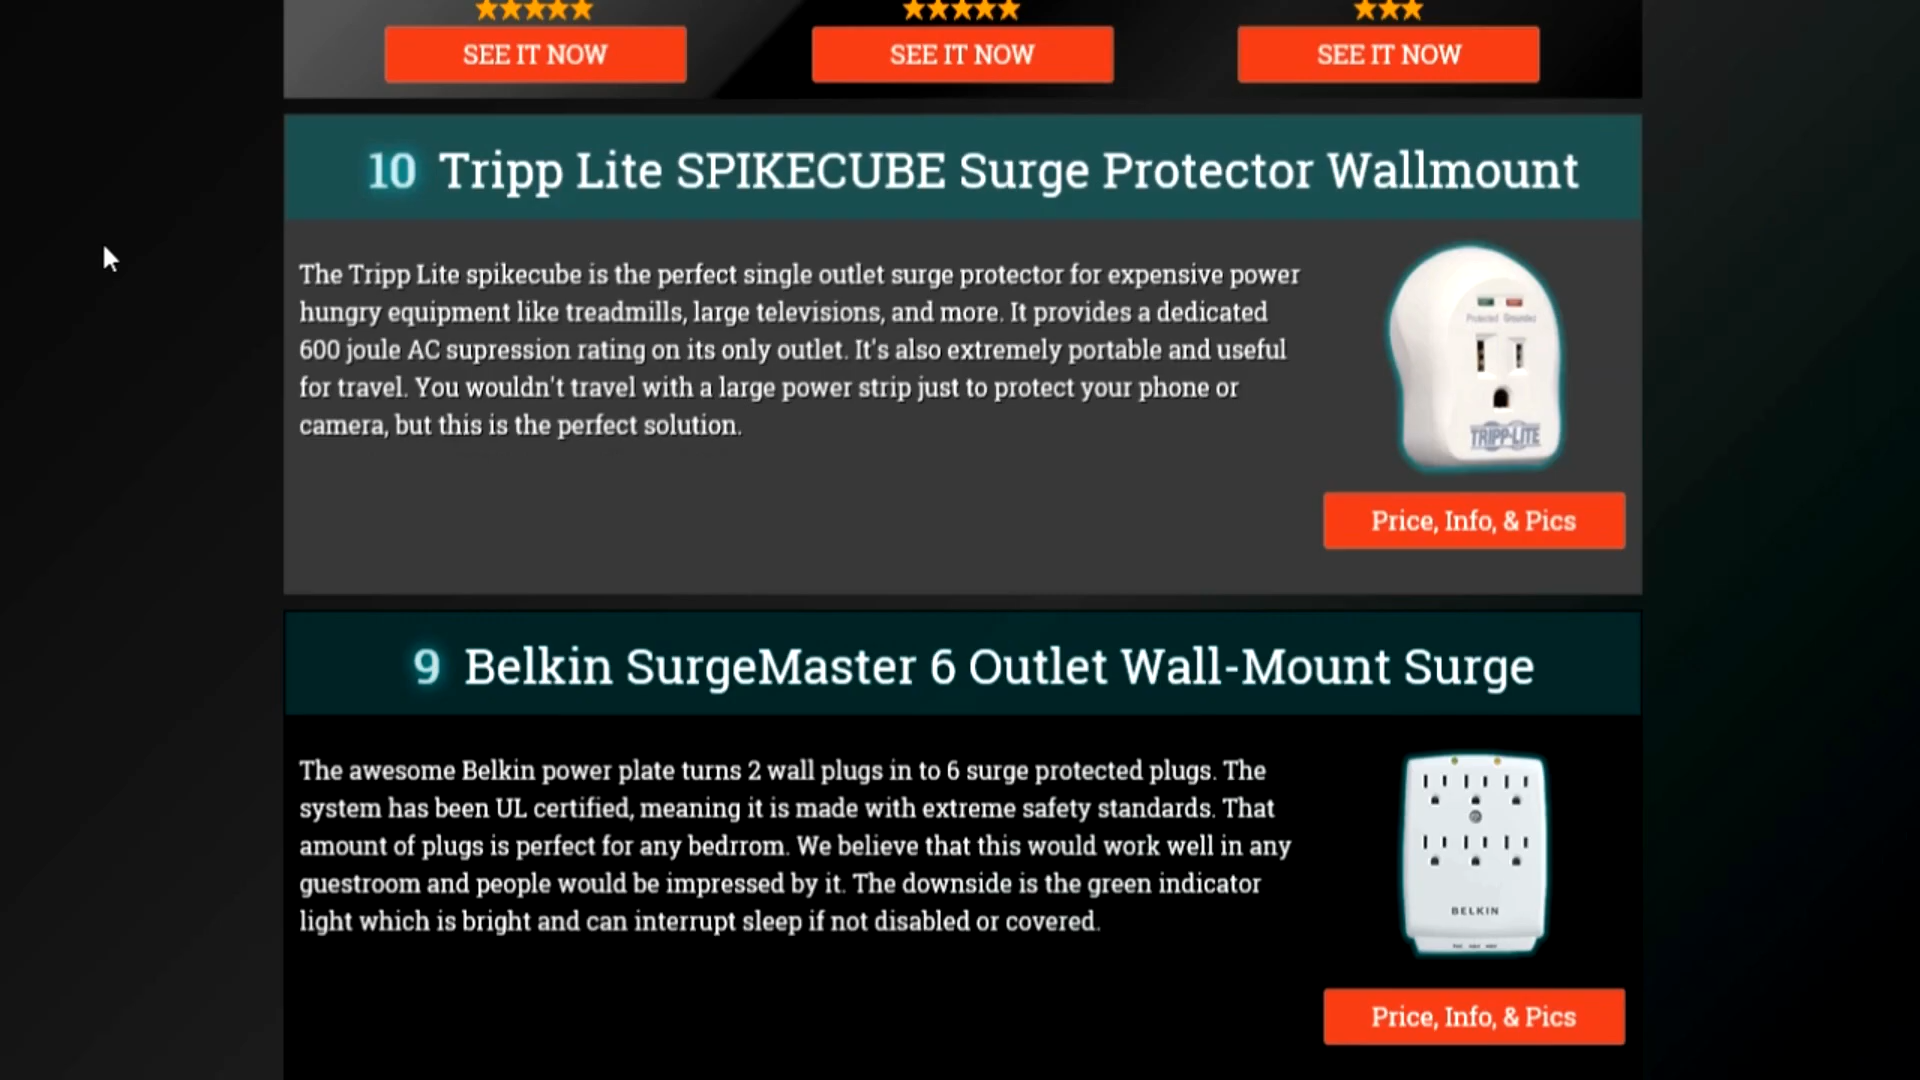 SEE IT NOW SEE IT NOW SEE IT NOW
10 Tripp Lite SPIKECUBE Surge Protector Wallmount
The Tripp Lite spikecube is the perfect single outlet surge protector for expensive power
hungry equipment like treadmills, large televisions, and more. It provides a dedicated
600 joule AC supression rating on its only outlet. It's also extremely portable and useful
for travel. You wouldn't travel with a large power strip just to protect your phone or
camera, but this is the perfect solution.
Protected Grounded
TRIPP-LITE
Price, Info, & Pics
9 Belkin SurgeMaster 6 Outlet Wall-Mount Surge
The awesome Belkin power plate turns 2 wall plugs in to 6 surge protected plugs. The
system has been UL certified, meaning it is made with extreme safety standards. That
amount of plugs is perfect for any bedrrom. We believe that this would work well in any
guestroom and people would be impressed by it. The downside is the green indicator
light which is bright and can interrupt sleep if not disabled or covered.
BELKIN
Price, Info, & Pics